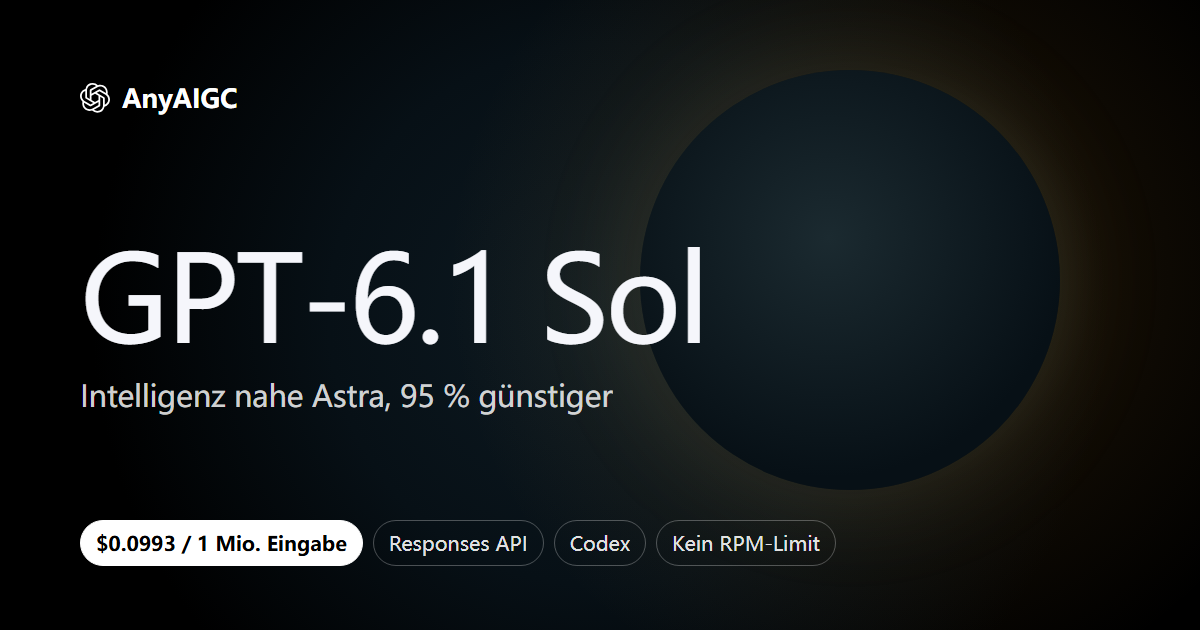 AnyAIGC
GPT-6.1 Sol
Intelligenz nahe Astra, 95 % günstiger
$0.0993 / 1 Mio. Eingabe
Responses API
Codex
Kein RPM-Limit